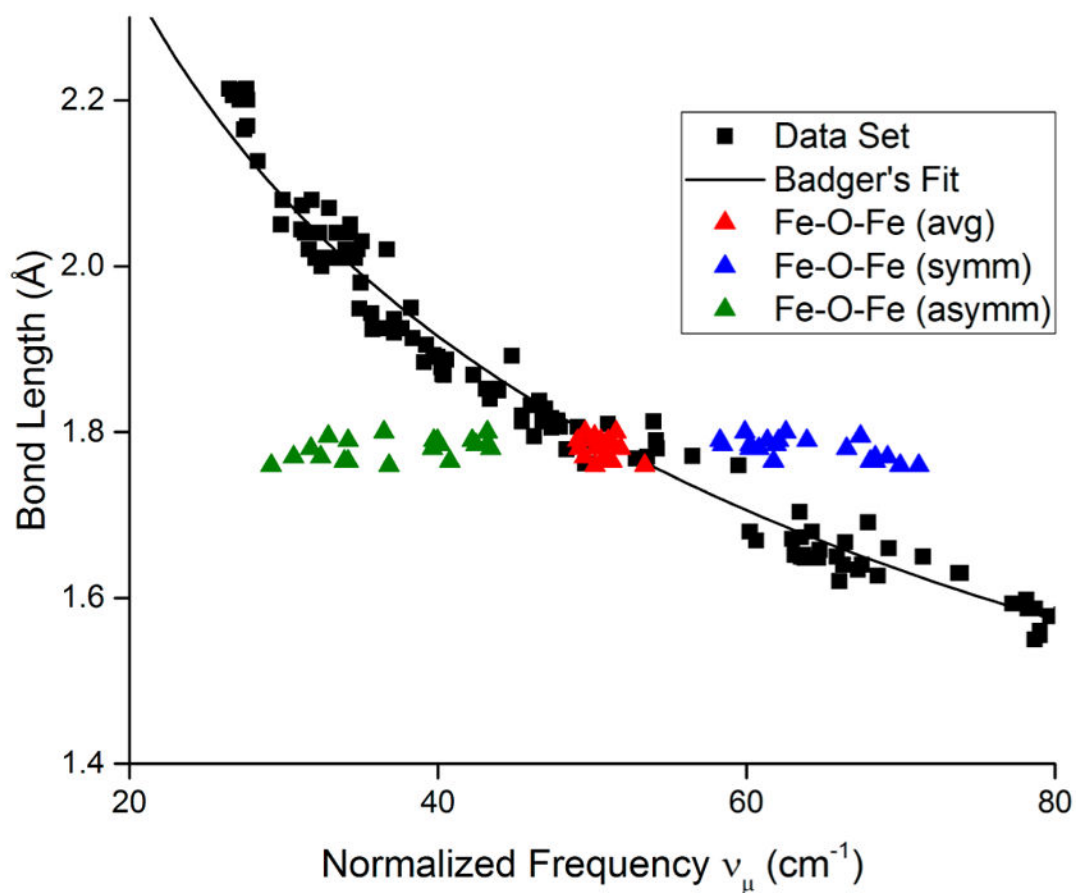 2.2
2.0
1.8
1.6
1.4
Bond Length (Å)
Data Set
Badger's Fit
Fe-O-Fe (avg)
Fe-O-Fe (symm)
Fe-O-Fe (asymm)
20
40
60
80
Normalized Frequency νμ (cm-1)